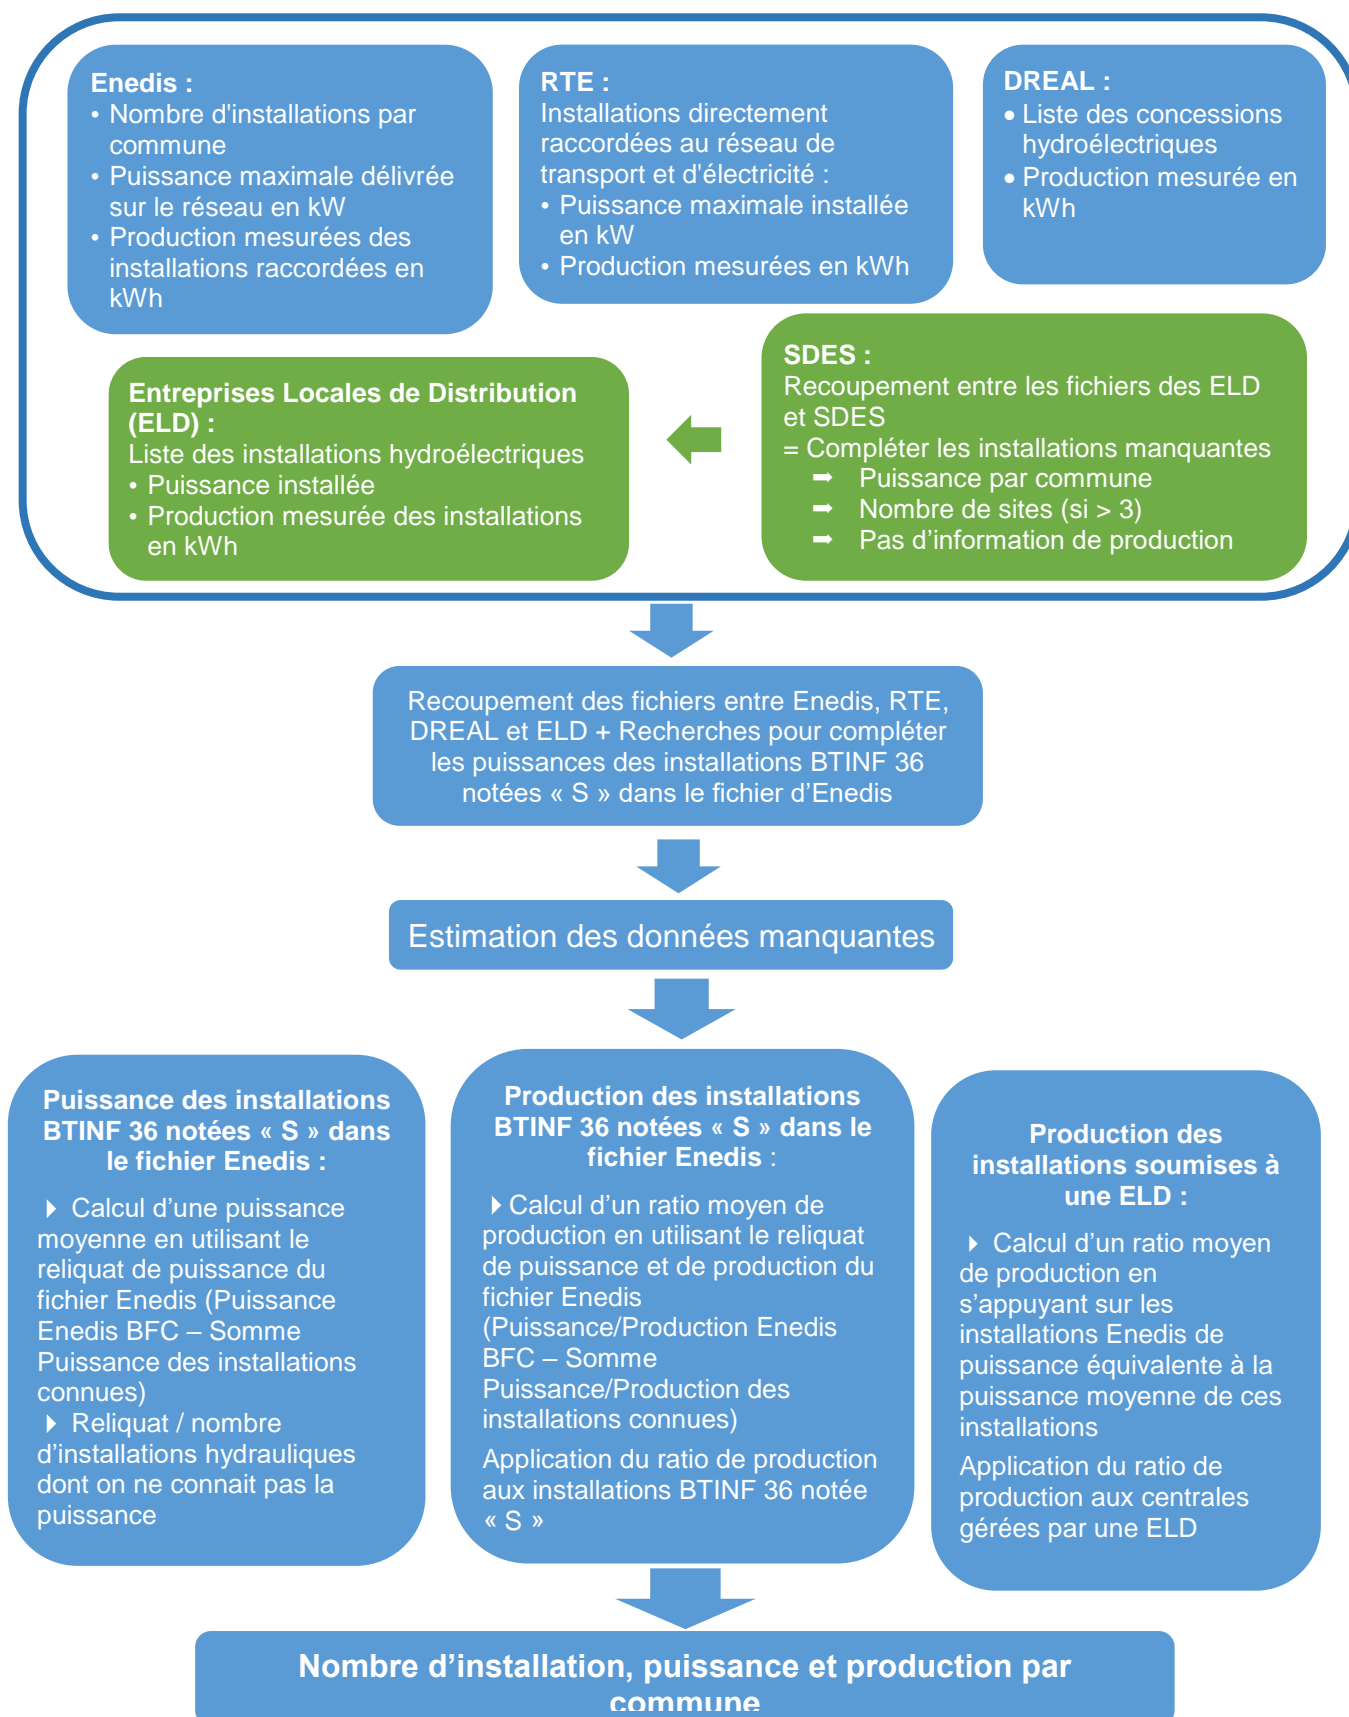 Enedis :
• Nombre d'installations par
commune
• Puissance maximale délivrée
sur le réseau en kW
• Production mesurées des
installations raccordées en
kWh
RTE :
Installations directement
raccordées au réseau de
transport et d'électricité :
• Puissance maximale installée
en kW
• Production mesurées en kWh
DREAL :
• Liste des concessions
hydroélectriques
• Production mesurée en
kWh
Entreprises Locales de Distribution
(ELD) :
Liste des installations hydroélectriques
• Puissance installée
• Production mesurée des installations
en kWh
SDES :
Recoupement entre les fichiers des ELD
et SDES
= Compléter les installations manquantes
➡ Puissance par commune
➡ Nombre de sites (si > 3)
➡ Pas d’information de production
Recoupement des fichiers entre Enedis, RTE,
DREAL et ELD + Recherches pour compléter
les puissances des installations BTINF 36
notées « S » dans le fichier d’Enedis
Estimation des données manquantes
Puissance des installations
BTINF 36 notées « S » dans
le fichier Enedis :
Calcul d’une puissance
moyenne en utilisant le
reliquat de puissance du
fichier Enedis (Puissance
Enedis BFC – Somme
Puissance des installations
connues)
Reliquat / nombre
d’installations hydrauliques
dont on ne connait pas la
puissance
Production des installations
BTINF 36 notées « S » dans le
fichier Enedis :
Calcul d’un ratio moyen de
production en utilisant le reliquat
de puissance et de production du
fichier Enedis
(Puissance/Production Enedis
BFC – Somme
Puissance/Production des
installations connues)
Application du ratio de production
aux installations BTINF 36 notée
« S »
Production des
installations soumises à
une ELD :
Calcul d’un ratio moyen
de production en
s’appuyant sur les
installations Enedis de
puissance équivalente à la
puissance moyenne de ces
installations
Application du ratio de
production aux centrales
gérées par une ELD
Nombre d’installation, puissance et production par
commune